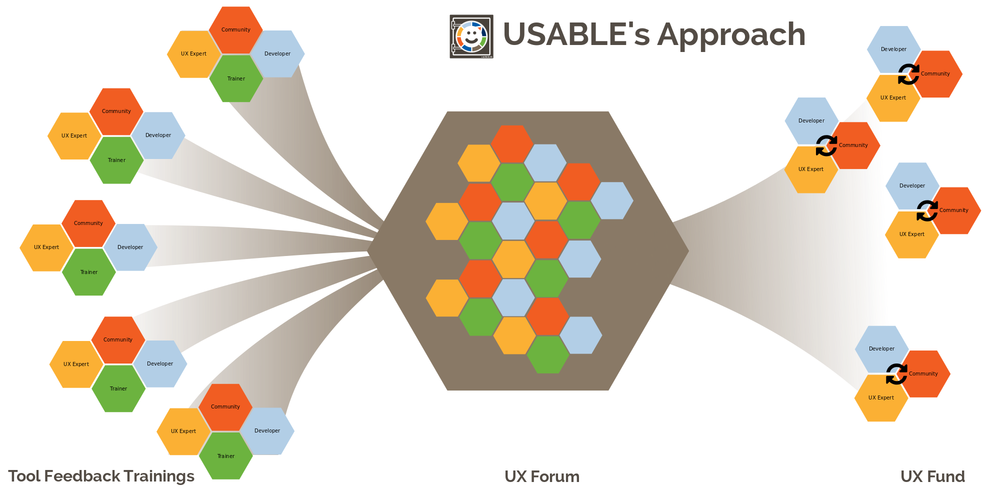 USABLE's Approach
Community
UX Expert
Developer
Trainer
Community
UX Expert
Developer
Trainer
Community
UX Expert
Developer
Trainer
Community
UX Expert
Developer
Trainer
Community
UX Expert
Developer
Trainer
Developer
Community
UX Expert
Developer
Community
UX Expert
Developer
Community
UX Expert
Developer
Community
UX Expert
Tool Feedback Trainings
UX Forum
UX Fund